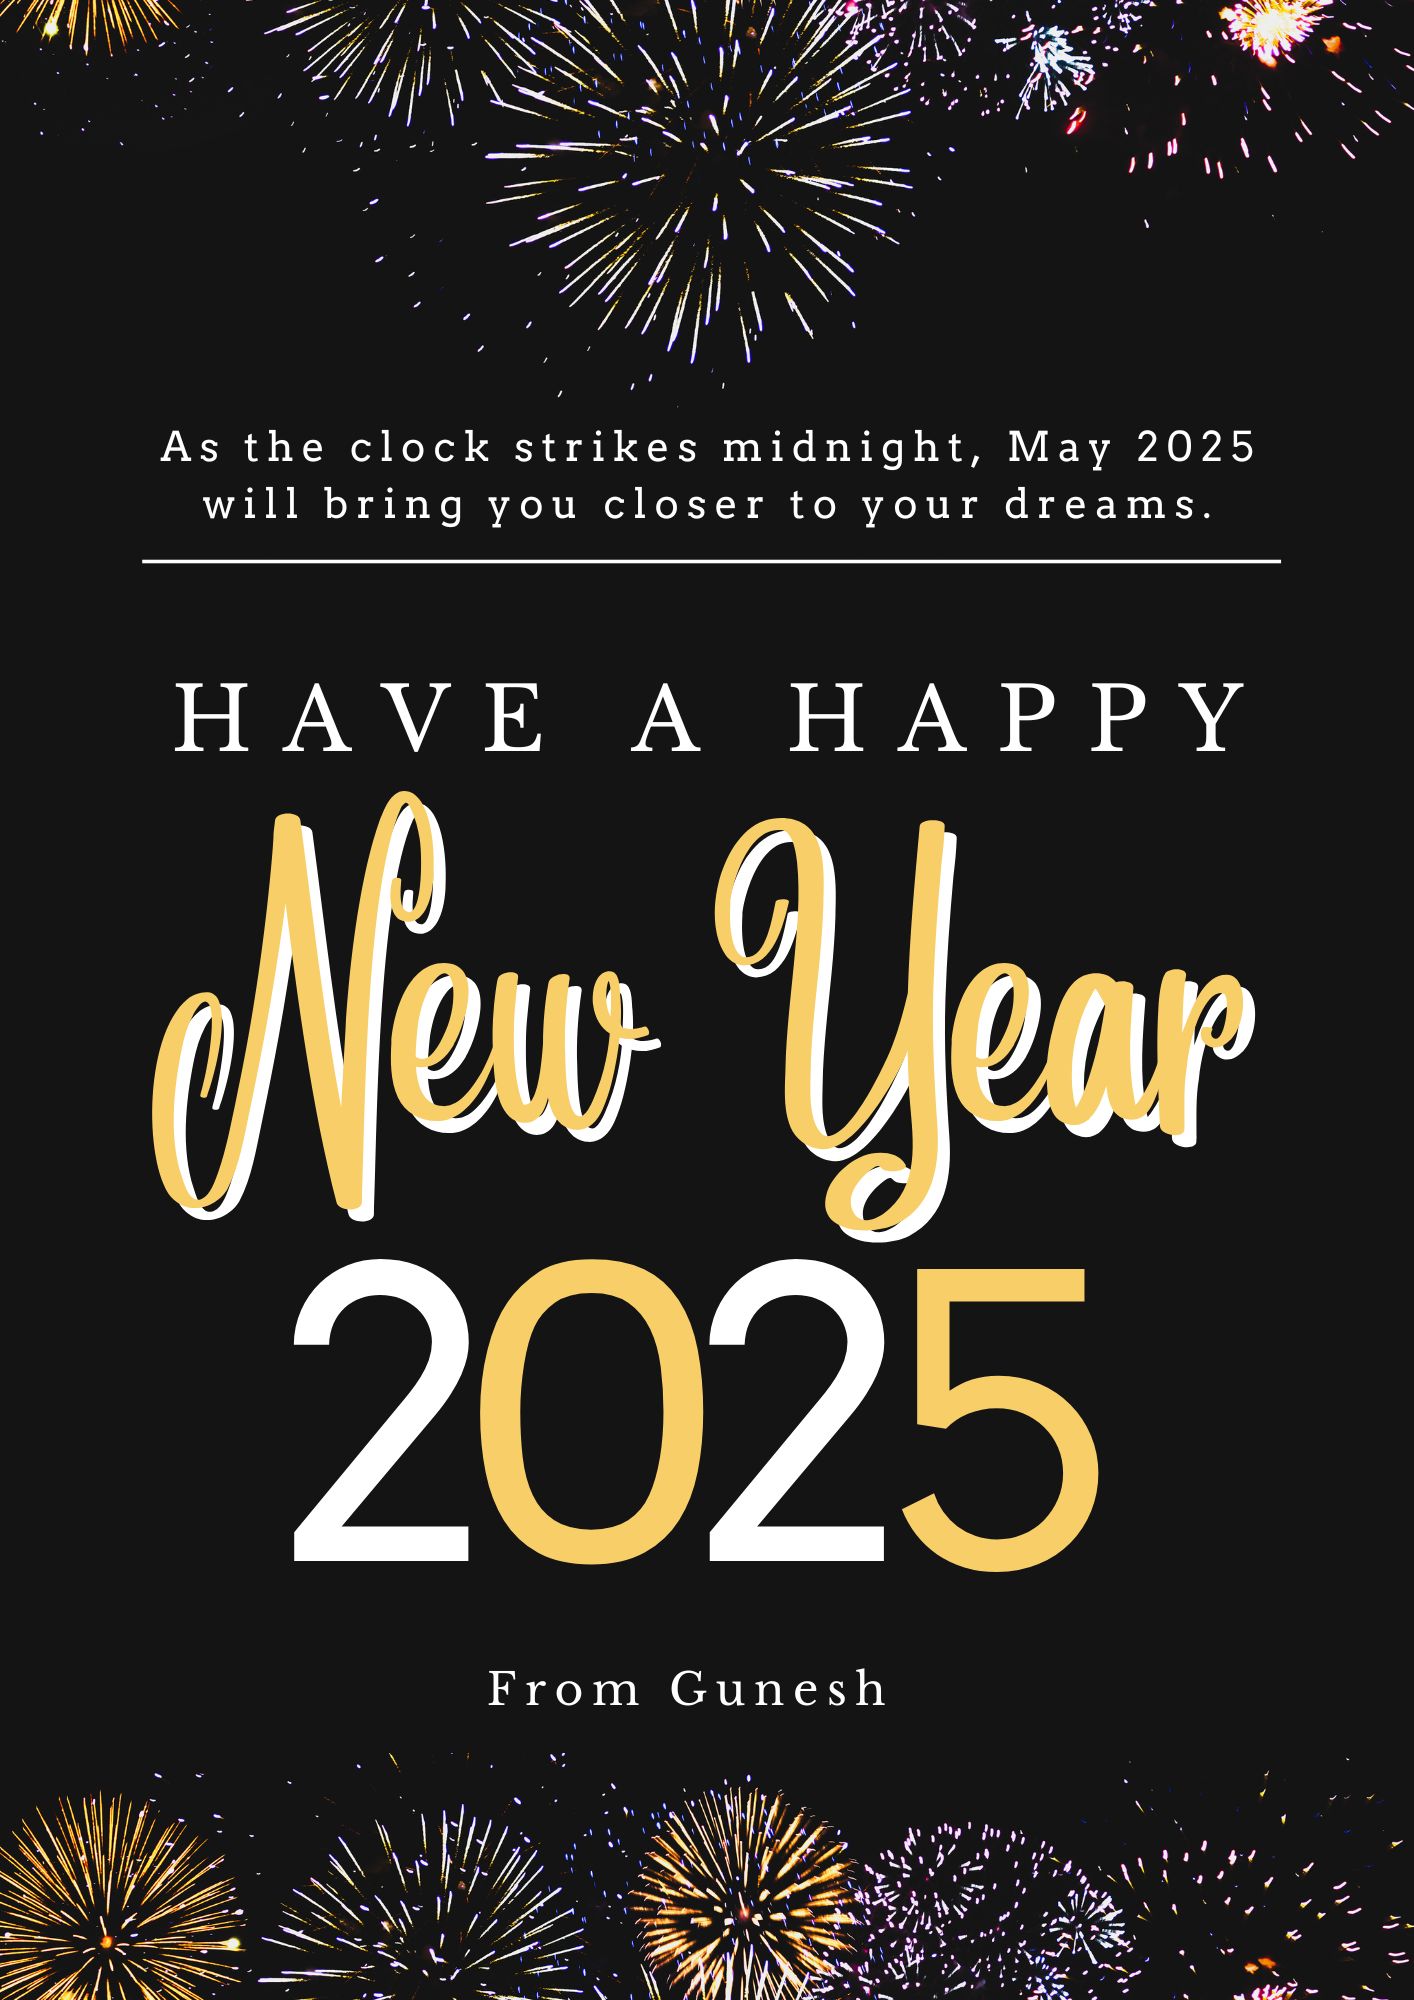 As the clock strikes midnight, May 2025
will bring you closer to your dreams.
HAVE A HAPPY
New Year
2025
From Gunesh